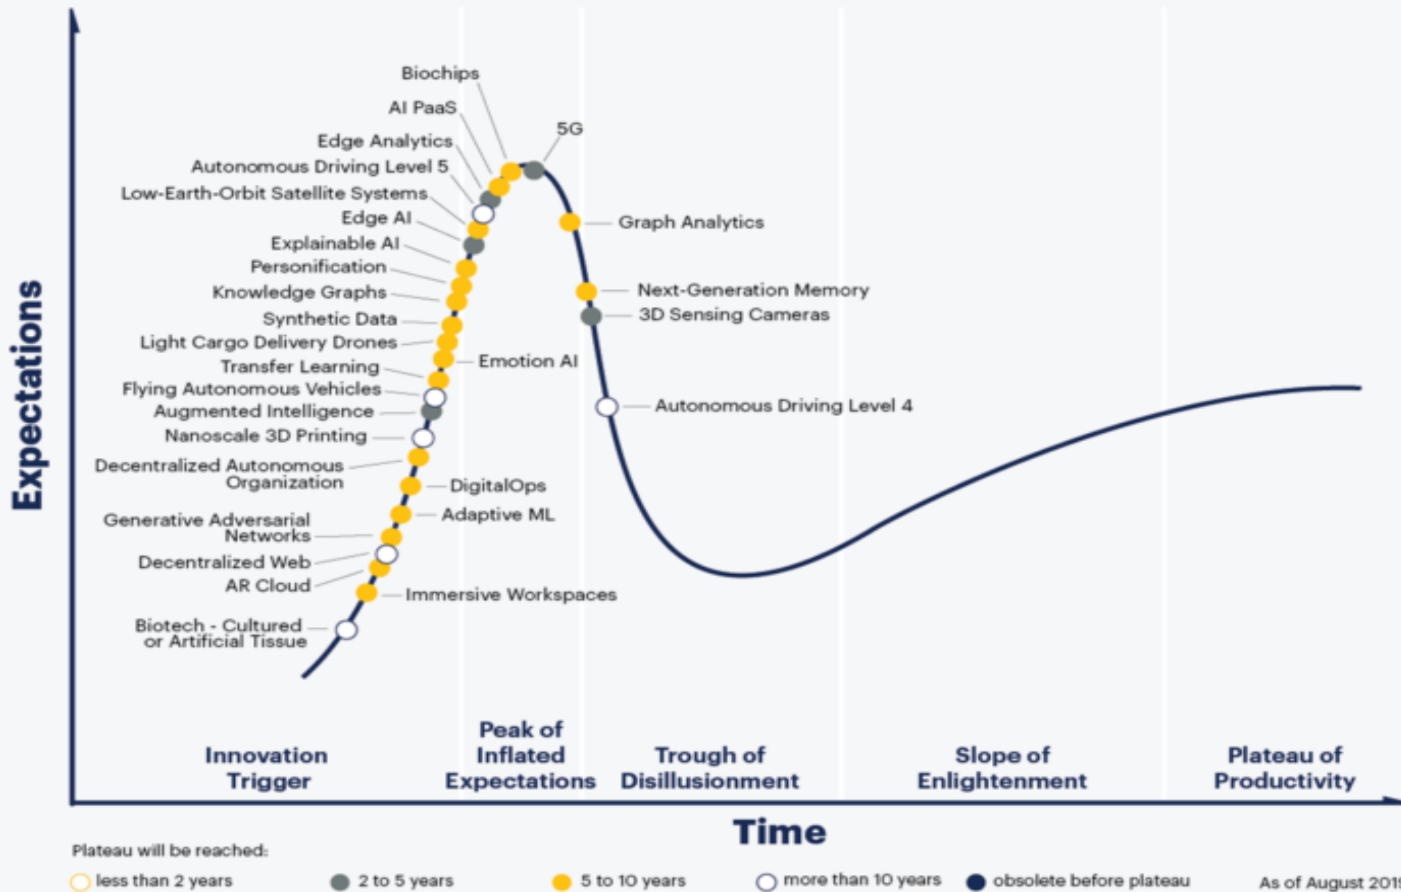 Biochips
AI PaaS
5G
Edge Analytics
Autonomous Driving Level 5
Low-Earth-Orbit Satellite Systems
Edge AI
Graph Analytics
Explainable AI
Personification
Knowledge Graphs
Next-Generation Memory
Synthetic Data
3D Sensing Cameras
Light Cargo Delivery Drones
Emotion AI
Transfer Learning
Flying Autonomous Vehicles
Augmented Intelligence
Autonomous Driving Level 4
Nanoscale 3D Printing
Decentralized Autonomous
Organization
DigitalOps
Generative Adversarial
Networks
Adaptive ML
Decentralized Web
AR Cloud
Immersive Workspaces
Biotech - Cultured
or Artificial Tissue
Expectations
Innovation
Trigger
Peak of
Inflated
Expectations
Trough of
Disillusionment
Slope of
Enlightenment
Plateau of
Productivity
Time
Plateau will be reached:
less than 2 years
2 to 5 years
5 to 10 years
more than 10 years
obsolete before plateau
As of August 2019